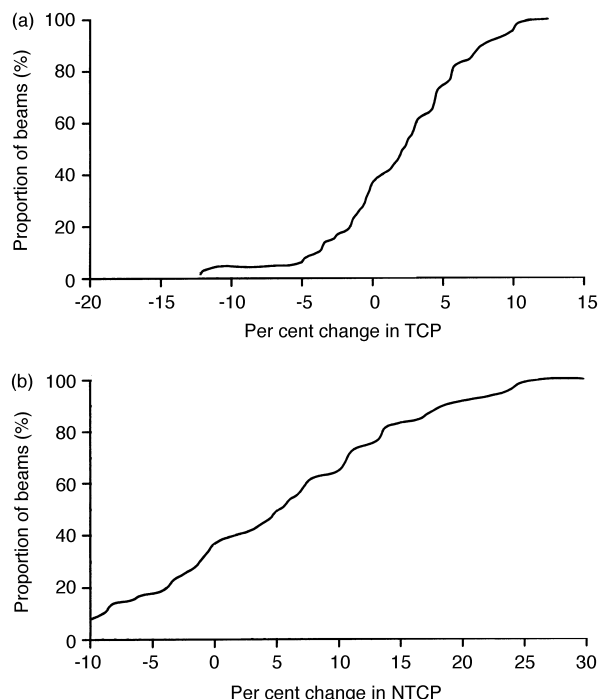 (a)
Proportion of beams (%)
100
80
60
40
20
0
-20 -15 -10 -5 0 5 10 15
Per cent change in TCP
(b)
Proportion of beams (%)
100
80
60
40
20
0
-10 -5 0 5 10 15 20 25 30
Per cent change in NTCP